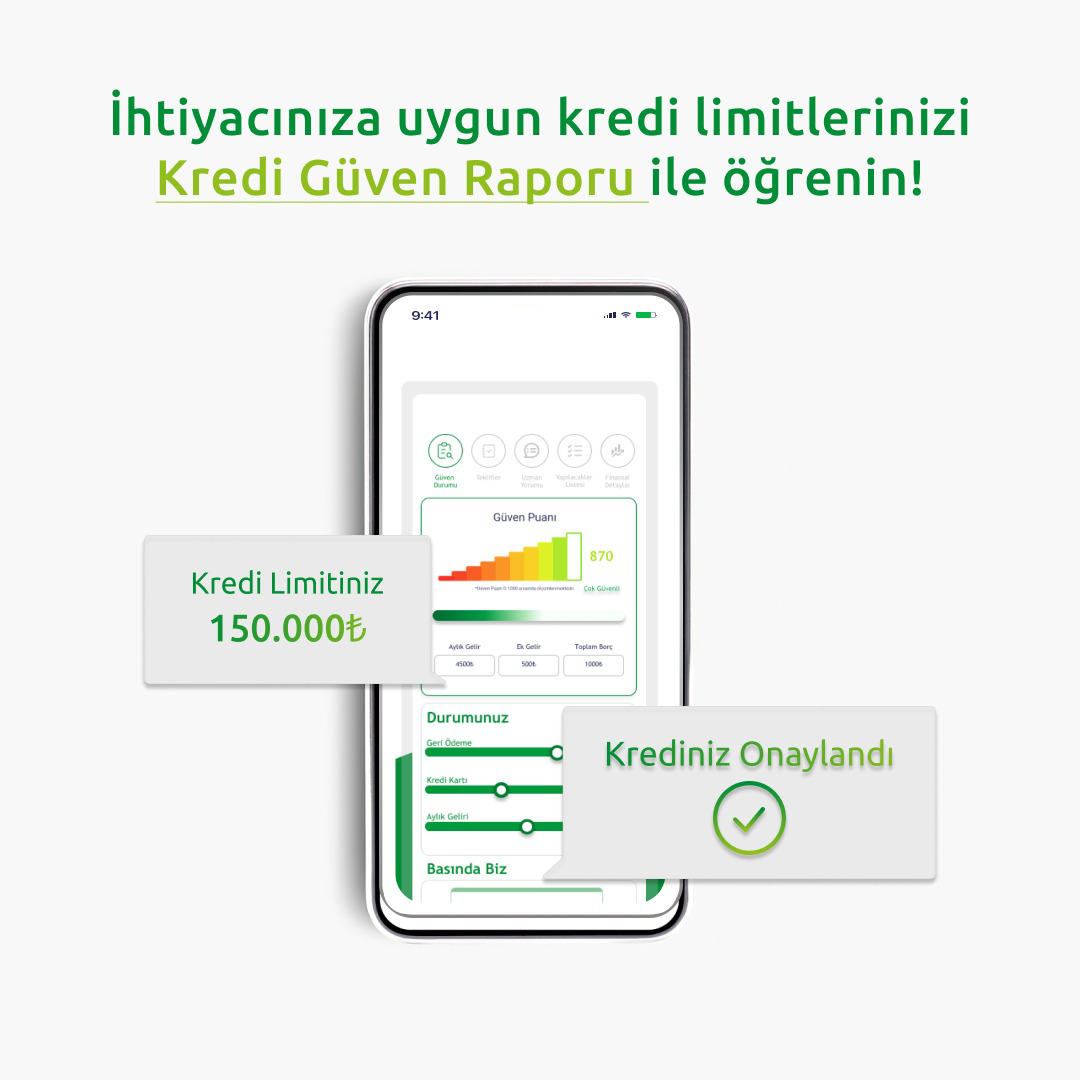 İhtiyacınıza uygun kredi limitlerinizi
Kredi Güven Raporu ile öğrenin!
9:41
Güven Durumu
Teklifler
Uzman Yorumu
Yapılacaklar Listesi
Finansal Detaylar
Güven Puanı
870
Çok Güvenli
Kredi Limitiniz
150.000₺
Aylık Gelir Ek Gelir Toplam Borç
4500₺ 500₺ 1000₺
Durumunuz
Geri Ödeme
Kredi Kartı
Aylık Geliri
Krediniz Onaylandı
Basında Biz